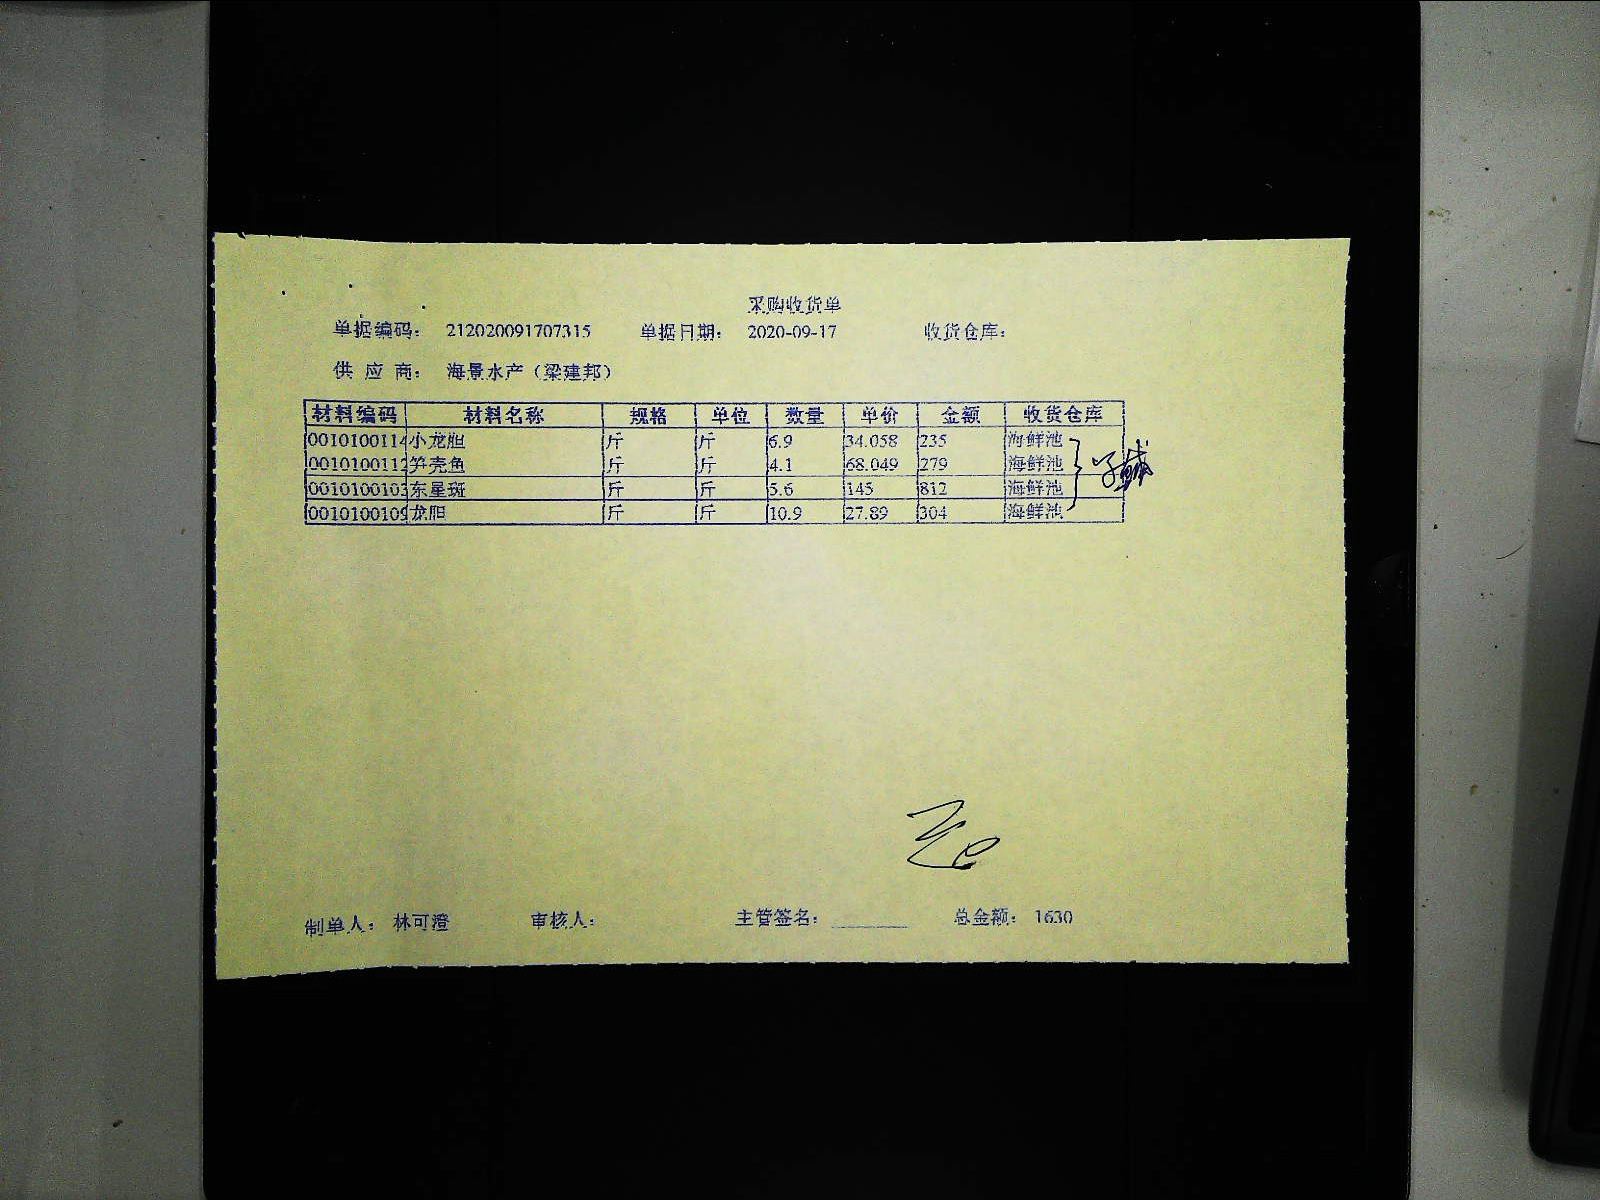 采购收货单
单据编码： 212020091707315 单据日期： 2020-09-17 收货仓库：
供 应 商： 海景水产（梁建邦）
材料编码 材料名称 规格 单位 数量 单价 金额 收货仓库
0010100114 小龙胆 斤 斤 6.9 34.058 235 海鲜池
0010100112 笋壳鱼 斤 斤 4.1 68.049 279 海鲜池
0010100103 东星斑 斤 斤 5.6 145 812 海鲜池
0010100109 龙胆 斤 斤 10.9 27.89 304 海鲜池
制单人： 林可澄 审核人： 主管签名： 总金额： 1630